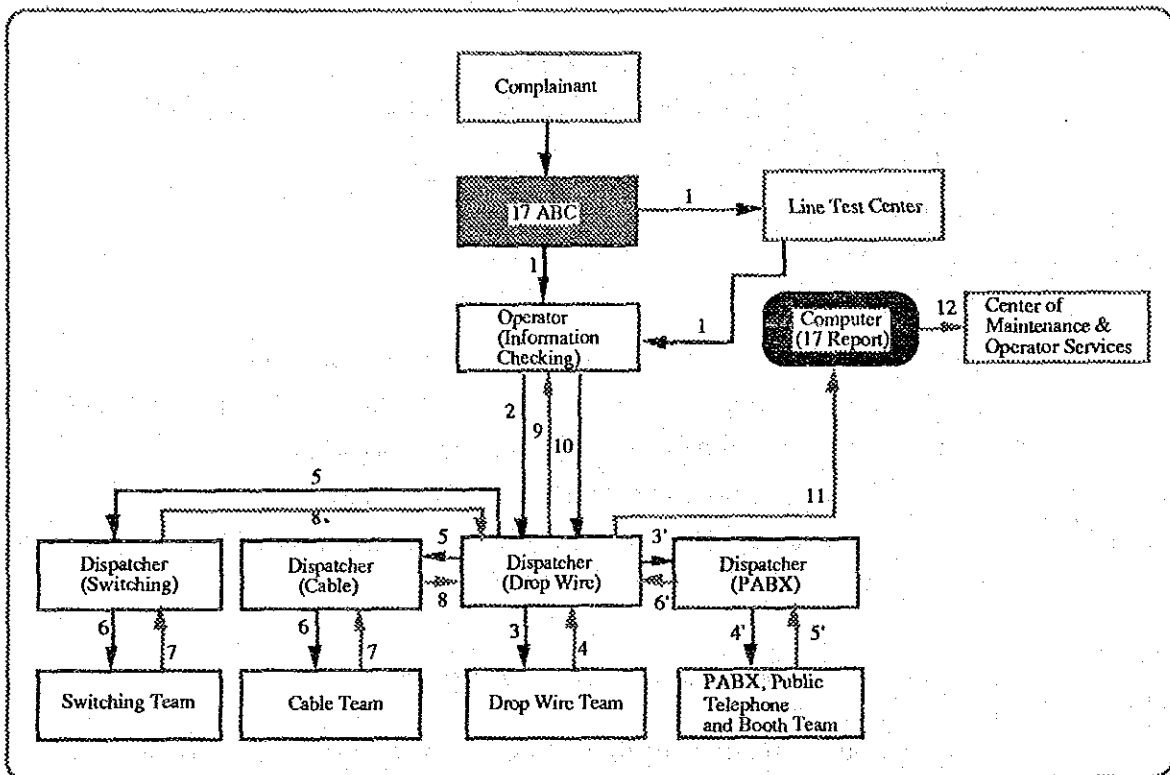 Complainant
17 ABC
1
Line Test Center
1
Operator
(Information
Checking)
1
Computer
(17 Report)
12
Center of
Maintenance &
Operator Services
2
9
10
5
8
11
Dispatcher
(Switching)
Dispatcher
(Cable)
5
8
Dispatcher
(Drop Wire)
3'
6'
Dispatcher
(PABX)
6
7
6
7
3
4
4'
5'
Switching Team
Cable Team
Drop Wire Team
PABX, Public
Telephone
and Booth Team